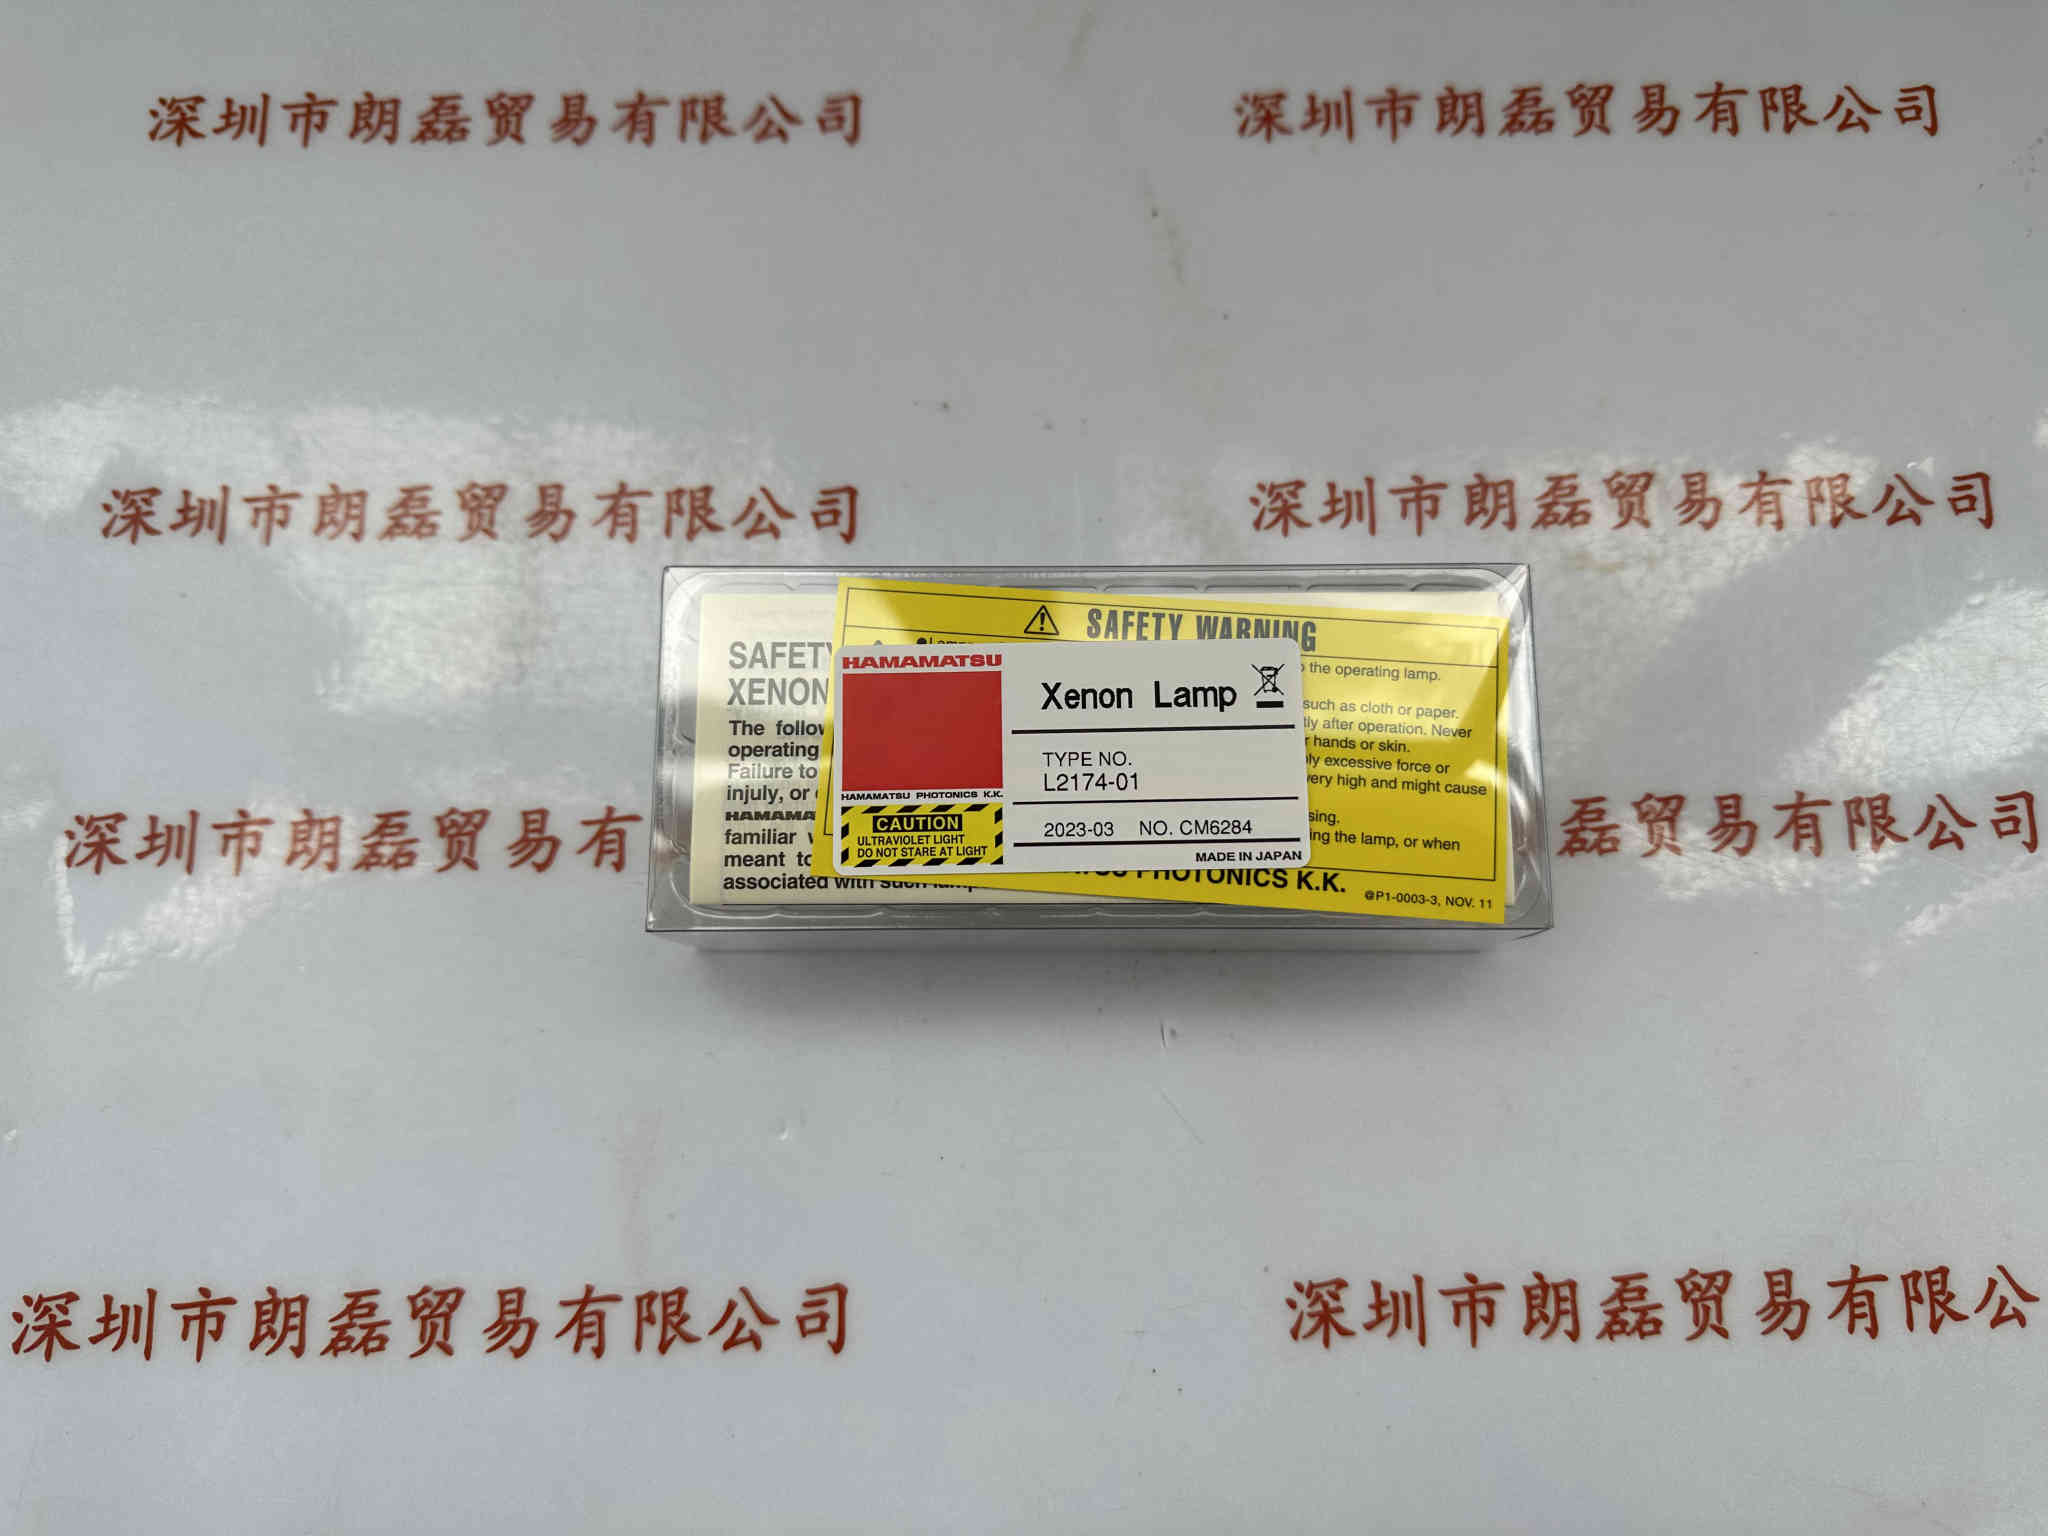 深圳市朗磊贸易有限公司
深圳市朗磊贸易有限公司
深圳市朗磊贸易有限公司
深圳市朗磊贸易有限公司
SAFETY WARNING
SAFETY
XENON
The follow
operating
Failure to
injuly, or
HAMAMA
familiar
meant to
associated with such
HAMAMATSU
HAMAMATSU PHOTONICS K.K.
CAUTION
ULTRAVIOLET LIGHT
DO NOT STARE AT LIGHT
Xenon Lamp
TYPE NO.
L2174-01
2023-03 NO. CM6284
MADE IN JAPAN
the operating lamp.
such as cloth or paper.
tly after operation. Never
hands or skin.
ply excessive force or
very high and might cause
sing.
ing the lamp, or when
PHOTONICS K.K.
@P1-0003-3, NOV. 11
深圳市朗磊贸易有
磊贸易有限公司
深圳市朗磊贸易有限公司
深圳市朗磊贸易有限公